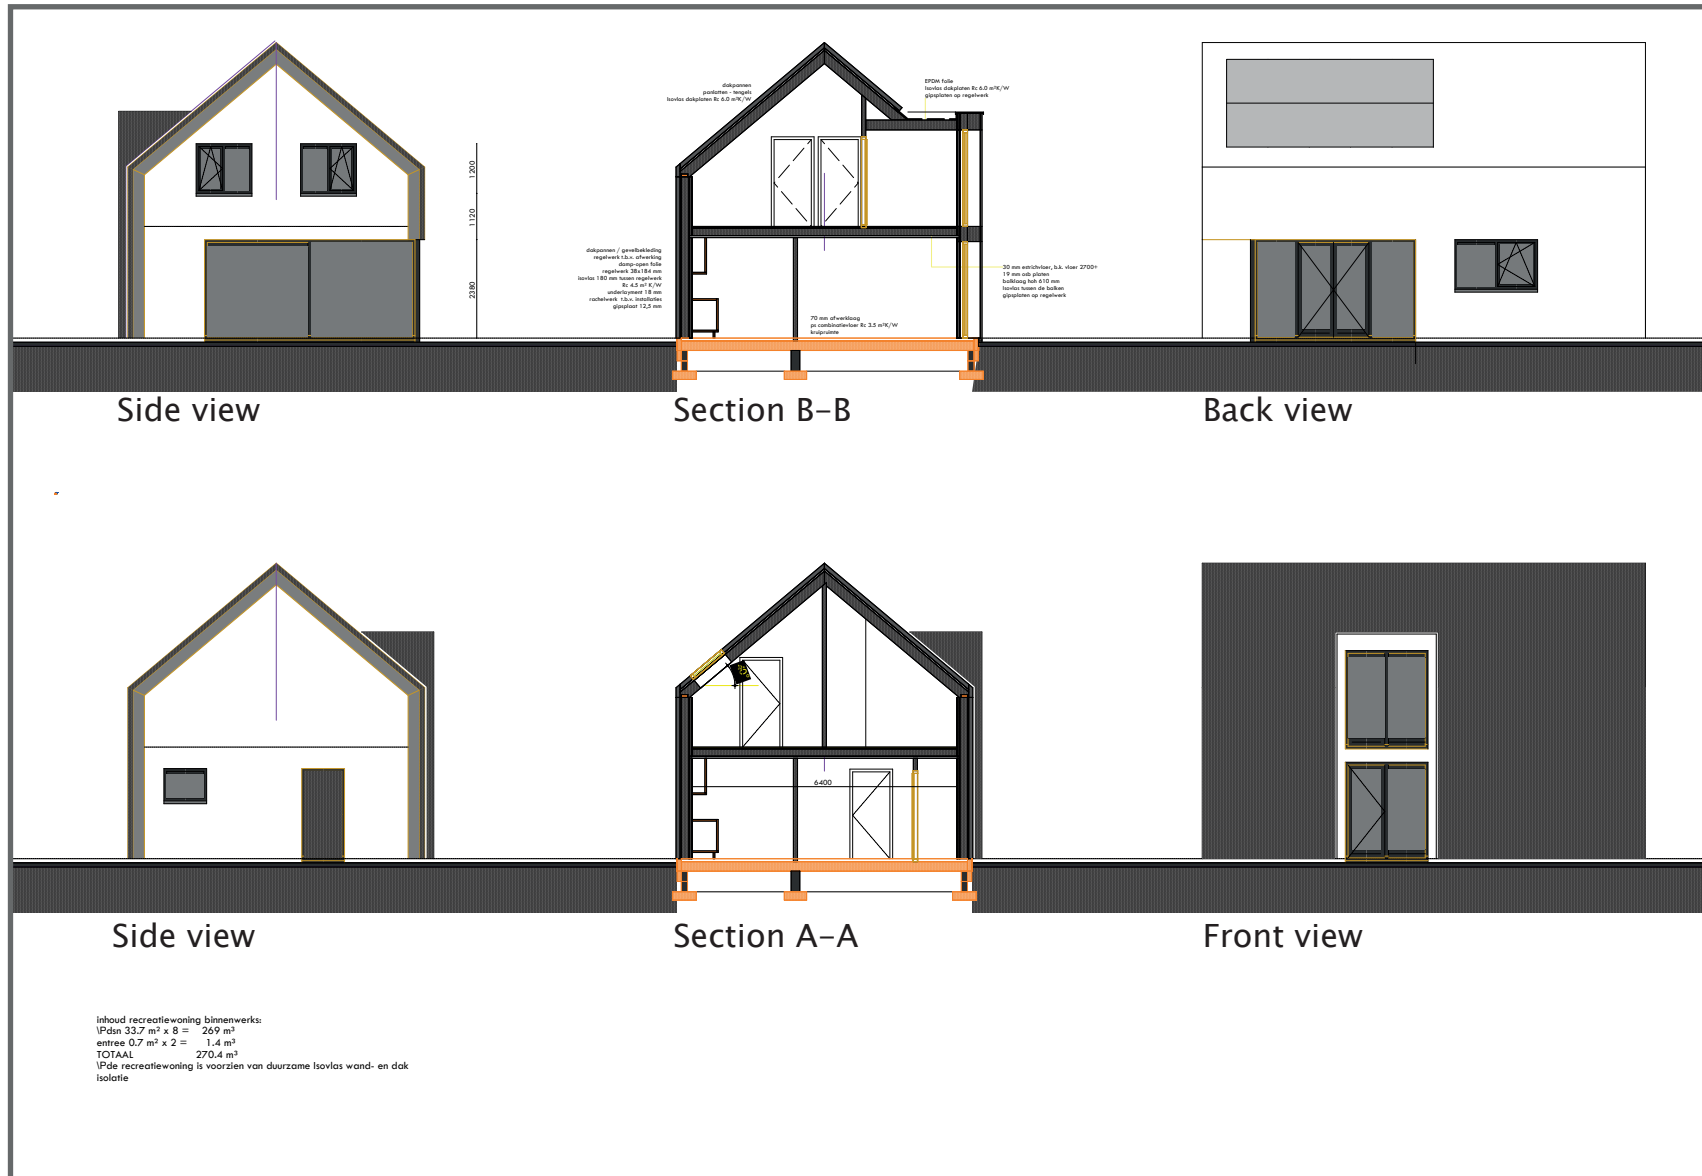 dakpannen
panlatten - tengels
Isovlas dakplaten Rc 6.0 m²K/W
EPDM folie
Isovlas dakplaten Rc 6.0 m²K/W
gipsplaten op regelwerk
1200
1120
2380
dakpannen / gevelbekleding
regelwerk t.b.v. afwerking
damp-open folie
regelwerk 38x184 mm
isovlas 180 mm tussen regelwerk
Rc 4.5 m² K/W
underlayment 18 mm
rachelwerk t.b.v. installaties
gipsplaat 12,5 mm
30 mm estrichvloer, b.k. vloer 2700+
19 mm osb platen
balklaag hoh 610 mm
Isovlas tussen de balken
gipsplaten op regelwerk
70 mm afwerklaag
ps combinatievloer Rc 3.5 m²K/W
kruipruimte
Side view
Section B-B
Back view
6400
Side view
Section A-A
Front view
inhoud recreatiewoning binnenwerks:
\Pdsn 33.7 m² x 8 = 269 m³
entree 0.7 m² x 2 = 1.4 m³
TOTAAL 270.4 m³
\Pde recreatiewoning is voorzien van duurzame Isovlas wand- en dak
isolatie